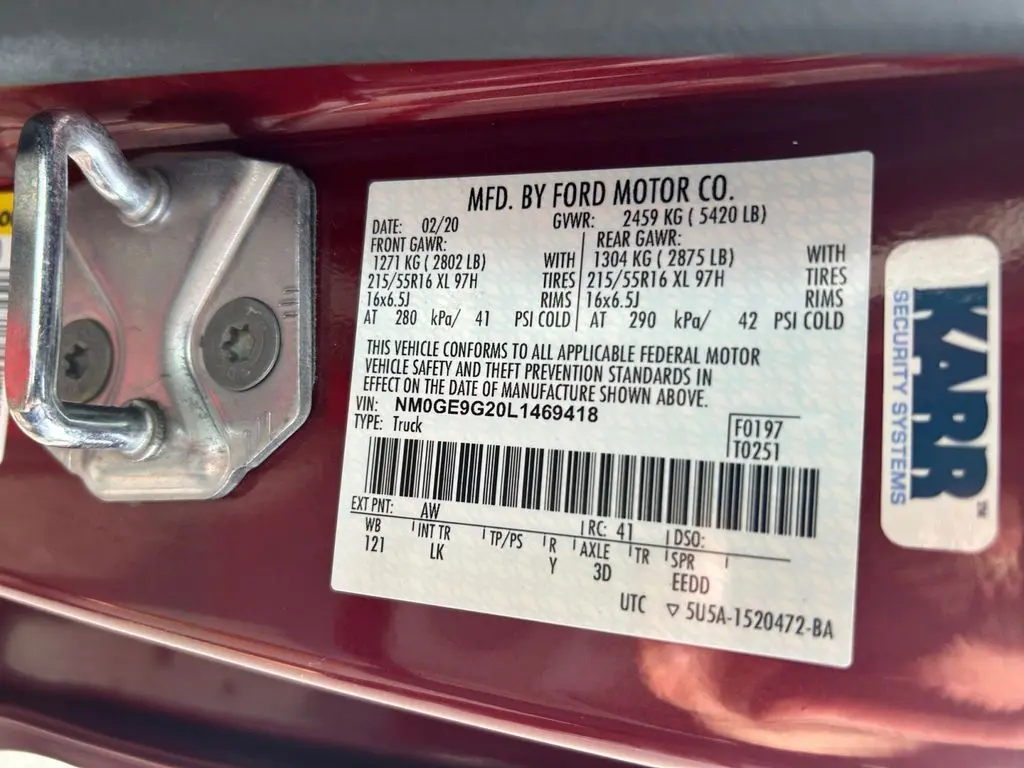 MFD. BY FORD MOTOR CO.
DATE: 02/20 GVWR: 2459 KG ( 5420 LB)
FRONT GAWR: REAR GAWR:
1271 KG ( 2802 LB) WITH 1304 KG ( 2875 LB) WITH
215/55R16 XL 97H TIRES 215/55R16 XL 97H TIRES
16x6.5J RIMS 16x6.5J RIMS
AT 280 kPa/ 41 PSI COLD AT 290 kPa/ 42 PSI COLD
THIS VEHICLE CONFORMS TO ALL APPLICABLE FEDERAL MOTOR
VEHICLE SAFETY AND THEFT PREVENTION STANDARDS IN
EFFECT ON THE DATE OF MANUFACTURE SHOWN ABOVE.
VIN: NM0GE9G20L1469418
TYPE: Truck
F0197
T0251
EXT PNT: AW RC: 41 DSO:
WB INT TR TP/PS R AXLE TR SPR
121 LK Y 3D EEDD
UTC ▽ 5U5A-1520472-BA
KARR
SECURITY SYSTEMS